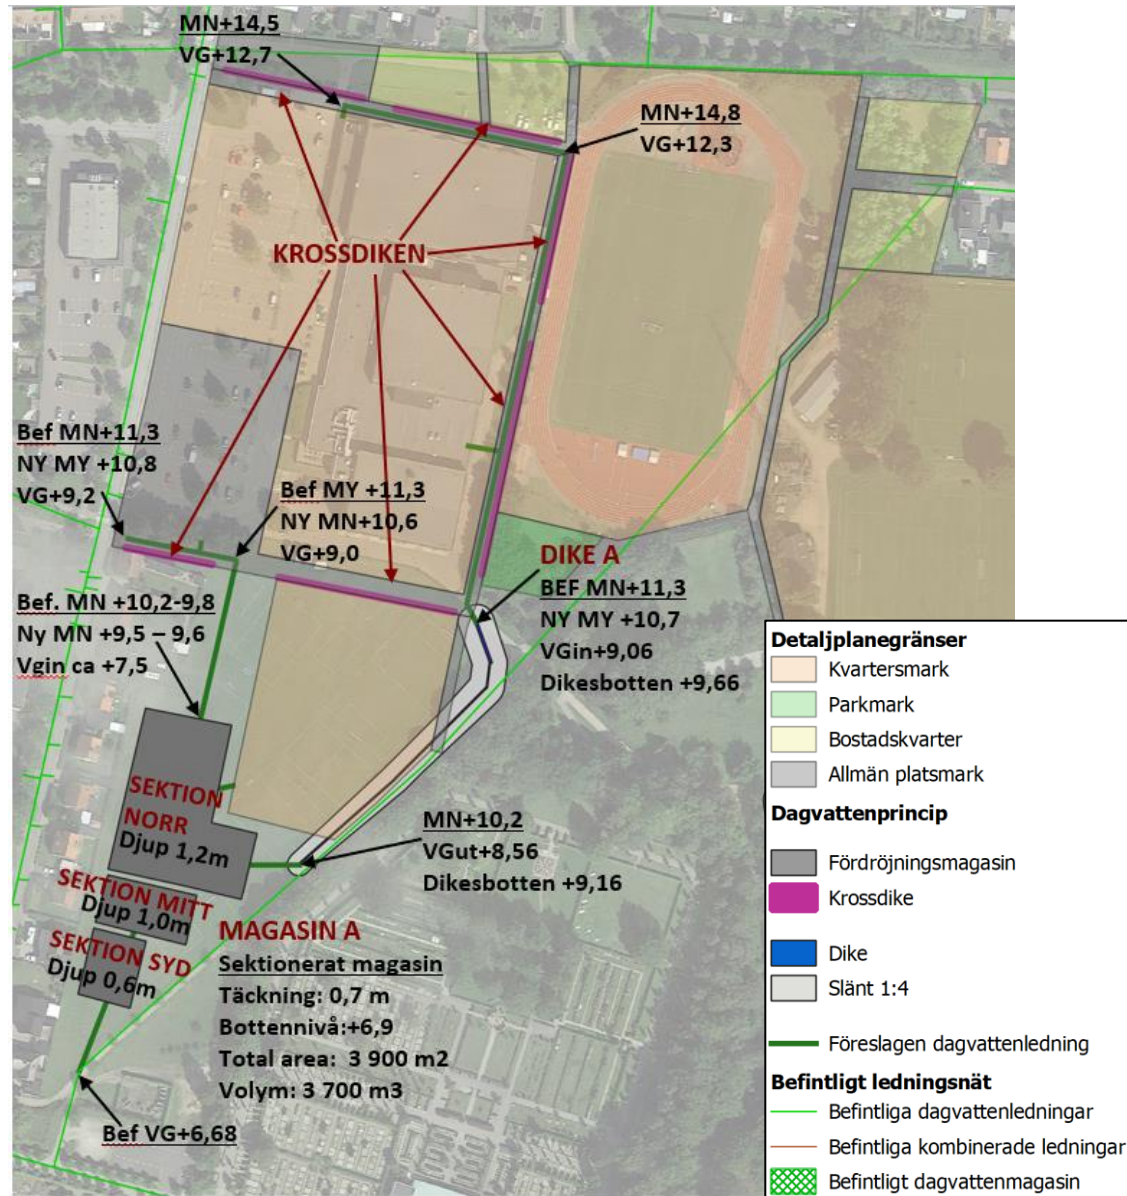 MN+14,5
VG+12,7
MN+14,8
VG+12,3
KROSSDIKEN
Bef MN+11,3
NY MY +10,8
VG+9,2
Bef MY +11,3
NY MN+10,6
VG+9,0
DIKE A
BEF MN+11,3
NY MY +10,7
VGin+9,06
Dikesbotten +9,66
Bef. MN +10,2-9,8
Ny MN +9,5 – 9,6
Vgin ca +7,5
SEKTION
NORR
Djup 1,2m
MN+10,2
VGut+8,56
Dikesbotten +9,16
SEKTION MITT
Djup 1,0m
SEKTION SYD
Djup 0,6m
MAGASIN A
Sektionerat magasin
Täckning: 0,7 m
Bottennivå:+6,9
Total area:  3 900 m2
Volym: 3 700 m3
Bef VG+6,68
Detaljplanegränser
Kvartersmark
Parkmark
Bostadskvarter
Allmän platsmark
Dagvattenprincip
Fördröjningsmagasin
Krossdike
Dike
Slänt 1:4
Föreslagen dagvattenledning
Befintligt ledningsnät
Befintliga dagvattenledningar
Befintliga kombinerade ledningar
Befintligt dagvattenmagasin